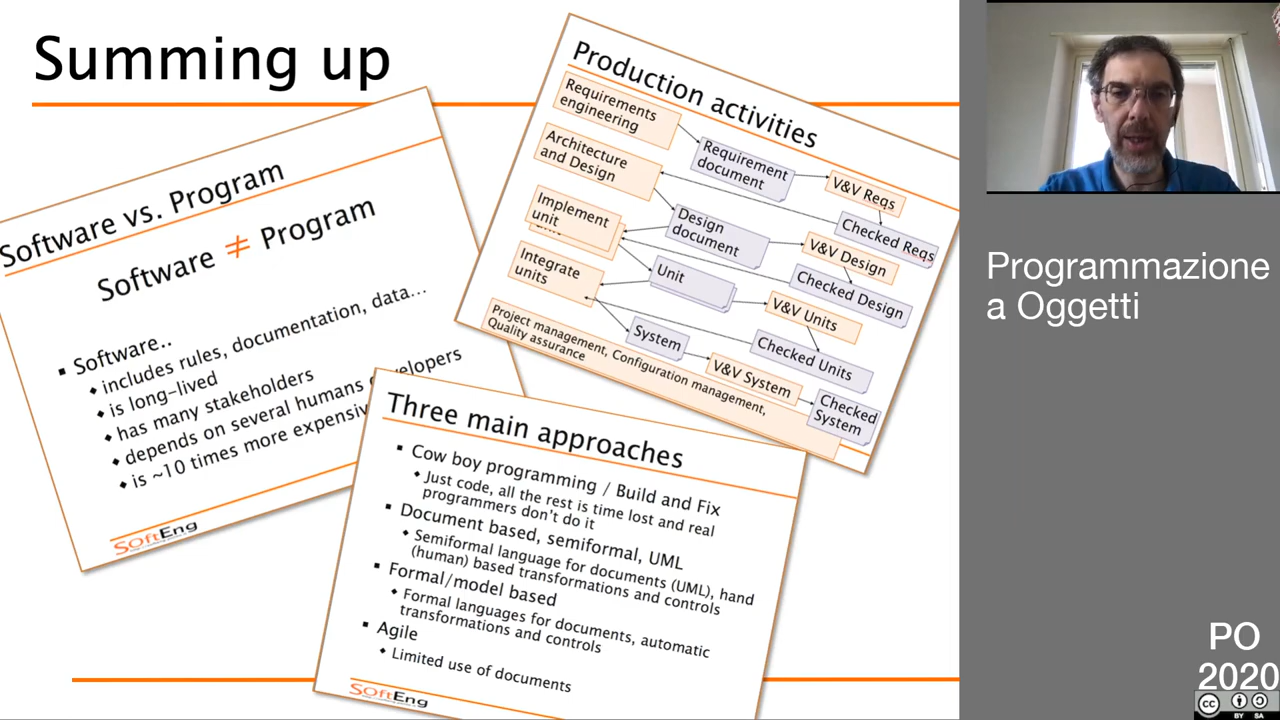 Summing up
Software vs. Program
Software ≠ Program
▪ Software..
◆ includes rules, documentation, data...
◆ is long-lived
◆ has many stakeholders
◆ depends on several humans developers
◆ is ~10 times more expensiv
SoftEng
Production activities
Requirements
engineering
Requirement
document
V&V Reqs
Checked Reqs
Architecture
and Design
Design
document
V&V Design
Checked Design
Implement
unit
Unit
V&V Units
Checked Units
Integrate
units
System
V&V System
Checked
System
Project management, Configuration management,
Quality assurance
Three main approaches
▪ Cow boy programming / Build and Fix
◆ Just code, all the rest is time lost and real
programmers don't do it
▪ Document based, semiformal, UML
◆ Semiformal language for documents (UML), hand
(human) based transformations and controls
▪ Formal/model based
◆ Formal languages for documents, automatic
transformations and controls
▪ Agile
◆ Limited use of documents
SoftEng
Programmazione
a Oggetti
PO
2020
cc
BY SA